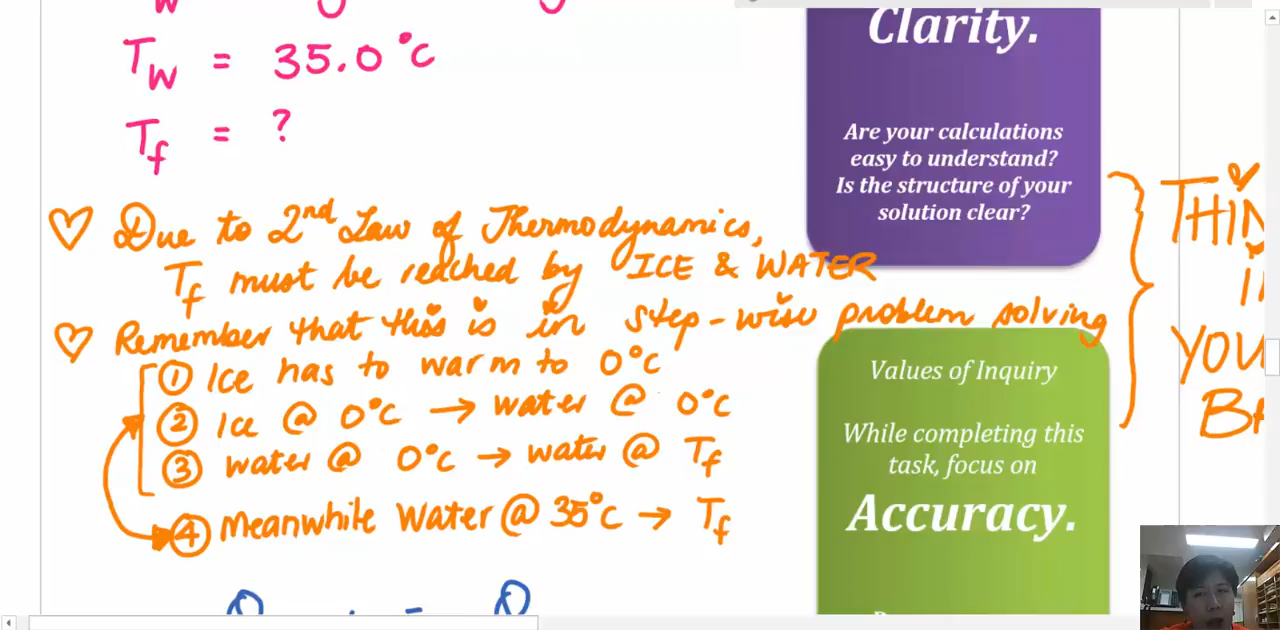 T_W = 35.0 °C
T_f = ?
♡ Due to 2nd Law of Thermodynamics,
T_f must be reached by ICE & WATER
♡ Remember that this is in step-wise problem solving
① Ice has to warm to 0°C
② Ice @ 0°C → water @ 0°C
③ water @ 0°C → water @ T_f
④ Meanwhile Water @ 35°C → T_f
Clarity.
Are your calculations
easy to understand?
Is the structure of your
solution clear?
Values of Inquiry
While completing this
task, focus on
Accuracy.